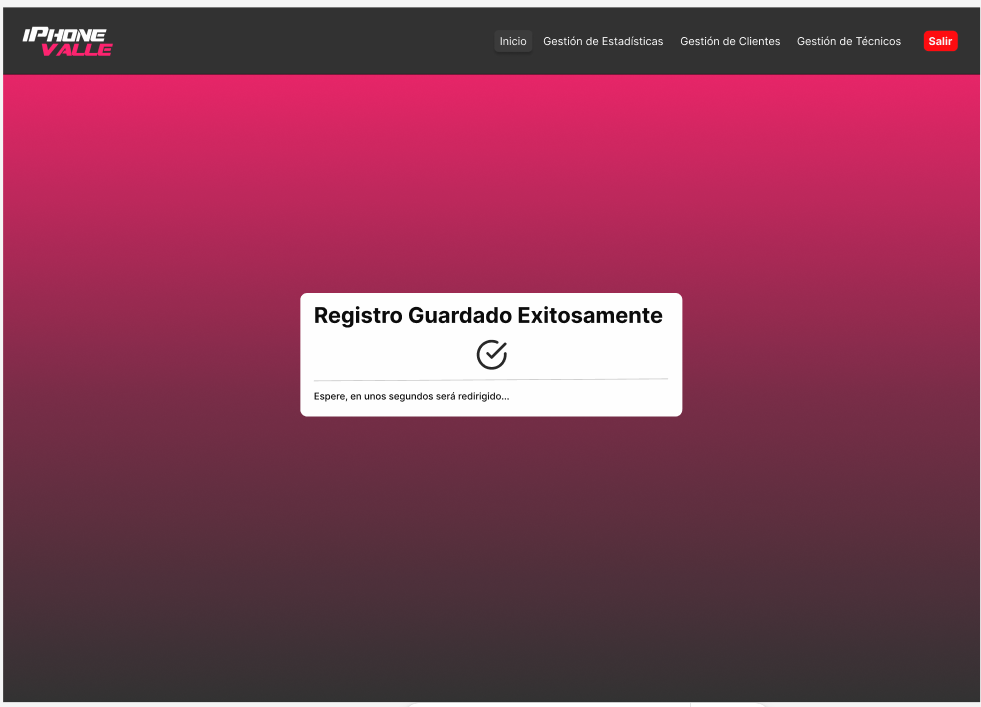 iPHONE
VALLE
Inicio Gestión de Estadísticas Gestión de Clientes Gestión de Técnicos Salir
Registro Guardado Exitosamente
Espere, en unos segundos será redirigido...